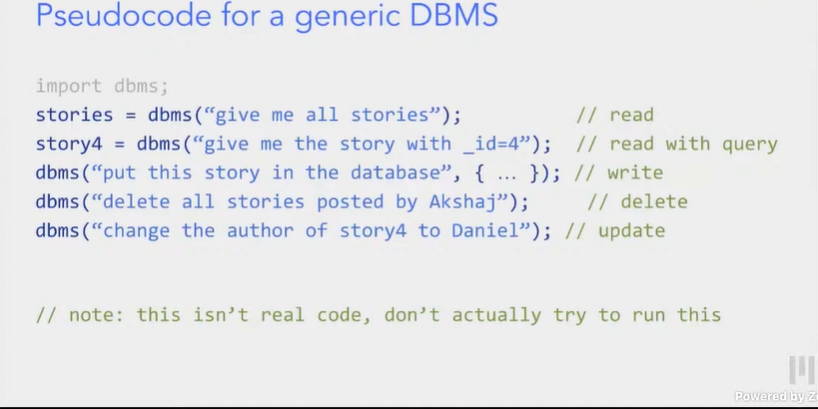 Pseudocode for a generic DBMS
import dbms;
stories = dbms(“give me all stories”); // read
story4 = dbms(“give me the story with _id=4”); // read with query
dbms(“put this story in the database”, { … }); // write
dbms(“delete all stories posted by Akshaj”); // delete
dbms(“change the author of story4 to Daniel”); // update
// note: this isn’t real code, don’t actually try to run this
Powered by